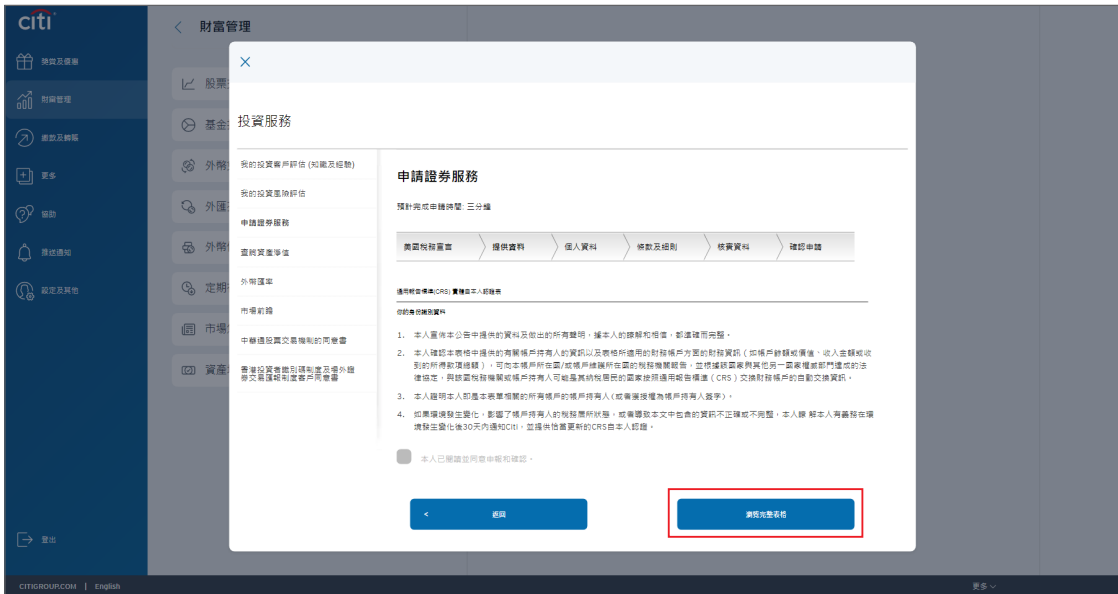 citi
獎賞及優惠
財富管理
繳款及轉賬
更多
協助
推送通知
設定及其他
登出
財富管理
股票
基金
外幣
外匯
外幣
定期
市場
資產
投資服務
我的投資客戶評估 (知識及經驗)
我的投資風險評估
申請證券服務
查詢資產淨值
外幣匯率
市場前瞻
中華通股票交易機制的同意書
香港投資者識別碼制度及場外證
券交易匯報制度客戶同意書
申請證券服務
預計完成申請時間: 三分鐘
美國稅務宣言
提供資料
個人資料
條款及細則
核實資料
確認申請
通用報告標準(CRS) 實體自本人認證表
你的身份識別資料
1. 本人宣佈本公告中提供的資料及做出的所有聲明，據本人的瞭解和相信，都準確而完整。
2. 本人確認本表格中提供的有關帳戶持有人的資訊以及表格所適用的財務帳戶方面的財務資訊（如帳戶餘額或價值、收入金額或收
到的所得款項總額），可向本帳戶所在國/或帳戶維護所在國的稅務機關報告，並根據該國家與其他另一國家權威部門達成的法
律協定，與該國稅務機關或帳戶持有人可能是其納稅居民的國家按照通用報告標準（CRS）交換財務帳戶的自動交換資訊。
3. 本人證明本人即是本表單相關的所有帳戶的帳戶持有人(或者獲授權為帳戶持有人簽字)。
4. 如果環境發生變化，影響了帳戶持有人的稅務居所狀態，或者導致本文中包含的資訊不正確或不完整，本人瞭 解本人有義務在環
境發生變化後30天內通知Citi，並提供恰當更新的CRS自本人認證。
本人已閱讀並同意申報和確認。
< 返回
瀏覽完整表格
CITIGROUP.COM | English
更多